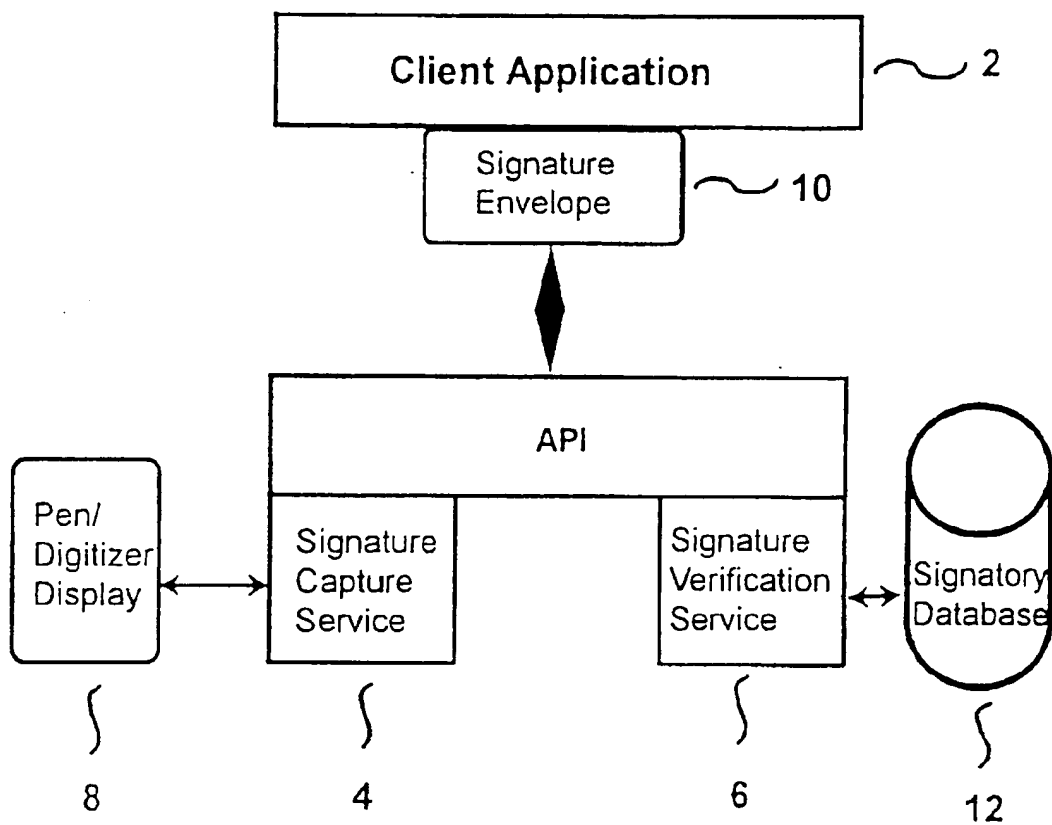 Client Application
2
Signature
Envelope
10
API
Pen/
Digitizer
Display
Signature
Capture
Service
Signature
Verification
Service
Signatory
Database
8
4
6
12